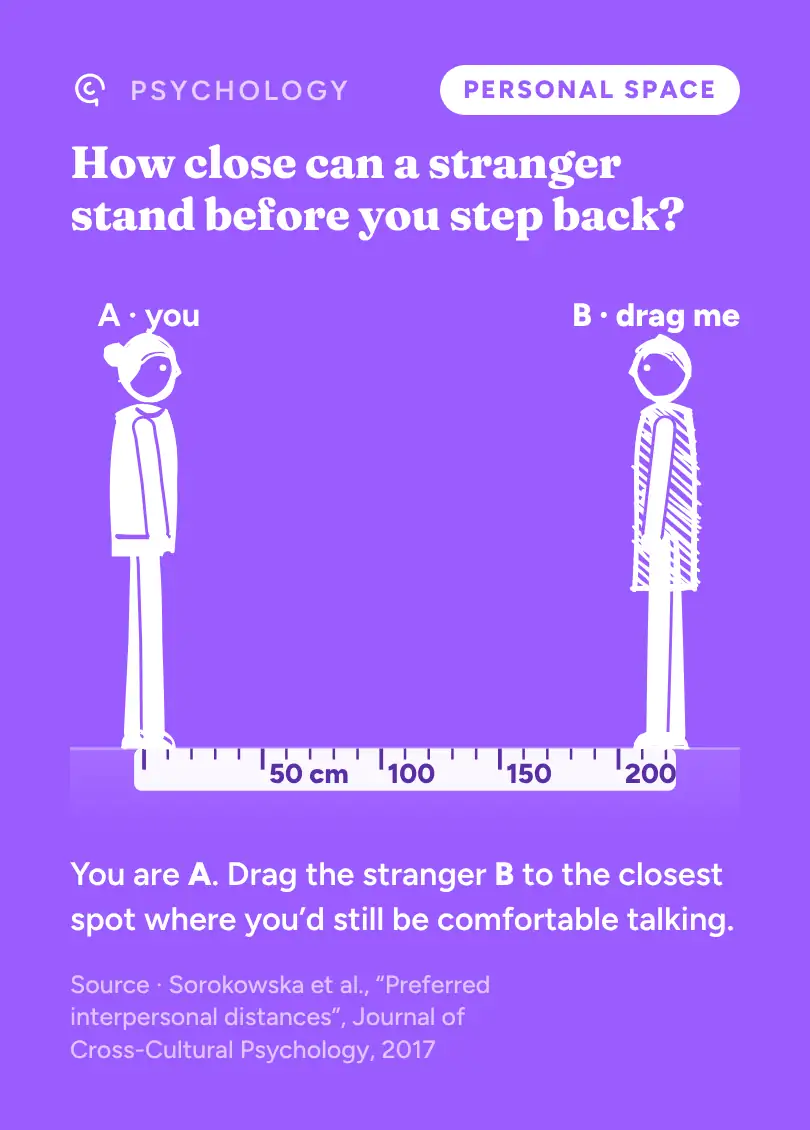 PSYCHOLOGY
PERSONAL SPACE
How close can a stranger
stand before you step back?
A · you
B · drag me
50 cm 100 150 200
You are A. Drag the stranger B to the closest
spot where you’d still be comfortable talking.
Source · Sorokowska et al., “Preferred
interpersonal distances”, Journal of
Cross-Cultural Psychology, 2017